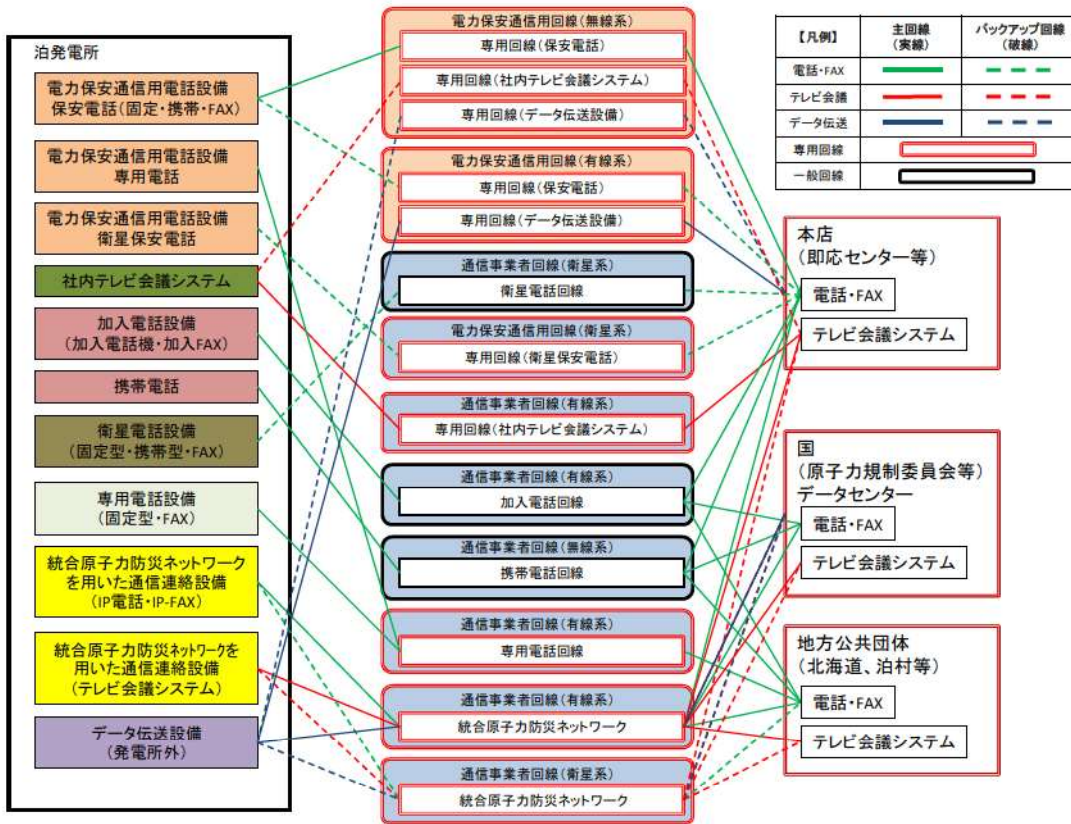 泊発電所
電力保安通信用電話設備
保安電話(固定・携帯・FAX)
電力保安通信用電話設備
専用電話
電力保安通信用電話設備
衛星保安電話
社内テレビ会議システム
加入電話設備
(加入電話機・加入FAX)
携帯電話
衛星電話設備
(固定型・携帯型・FAX)
専用電話設備
(固定型・FAX)
統合原子力防災ネットワーク
を用いた通信連絡設備
(IP電話・IP-FAX)
統合原子力防災ネットワークを
用いた通信連絡設備
(テレビ会議システム)
データ伝送設備
(発電所外)
電力保安通信用回線(無線系)
専用回線(保安電話)
専用回線(社内テレビ会議システム)
専用回線(データ伝送設備)
電力保安通信用回線(有線系)
専用回線(保安電話)
専用回線(データ伝送設備)
通信事業者回線(衛星系)
衛星電話回線
電力保安通信用回線(衛星系)
専用回線(衛星保安電話)
通信事業者回線(有線系)
専用回線(社内テレビ会議システム)
通信事業者回線(有線系)
加入電話回線
通信事業者回線(無線系)
携帯電話回線
通信事業者回線(有線系)
専用電話回線
通信事業者回線(有線系)
統合原子力防災ネットワーク
通信事業者回線(衛星系)
統合原子力防災ネットワーク
【凡例】
主回線
(実線)
バックアップ回線
(破線)
電話・FAX
テレビ会議
データ伝送
専用回線
一般回線
本店
(即応センター等)
電話・FAX
テレビ会議システム
国
(原子力規制委員会等)
データセンター
電話・FAX
テレビ会議システム
地方公共団体
(北海道、泊村等)
電話・FAX
テレビ会議システム